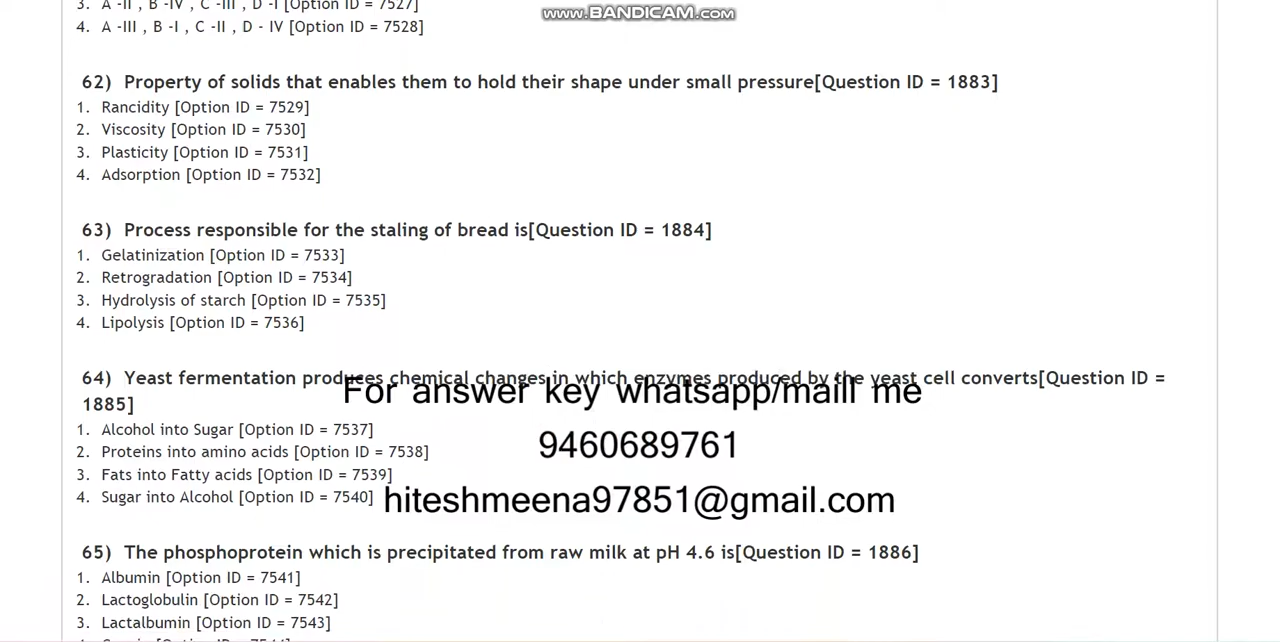 3. A -II , B -IV , C -III , D -I [Option ID = 7527]
www.BANDICAM.com
4. A -III , B -I , C -II , D - IV [Option ID = 7528]
62) Property of solids that enables them to hold their shape under small pressure[Question ID = 1883]
1. Rancidity [Option ID = 7529]
2. Viscosity [Option ID = 7530]
3. Plasticity [Option ID = 7531]
4. Adsorption [Option ID = 7532]
63) Process responsible for the staling of bread is[Question ID = 1884]
1. Gelatinization [Option ID = 7533]
2. Retrogradation [Option ID = 7534]
3. Hydrolysis of starch [Option ID = 7535]
4. Lipolysis [Option ID = 7536]
64) Yeast fermentation produces chemical changes in which enzymes produced by the yeast cell converts[Question ID =
1885]
For answer key whatsapp/maill me
1. Alcohol into Sugar [Option ID = 7537]
9460689761
2. Proteins into amino acids [Option ID = 7538]
3. Fats into Fatty acids [Option ID = 7539]
4. Sugar into Alcohol [Option ID = 7540]
hiteshmeena97851@gmail.com
65) The phosphoprotein which is precipitated from raw milk at pH 4.6 is[Question ID = 1886]
1. Albumin [Option ID = 7541]
2. Lactoglobulin [Option ID = 7542]
3. Lactalbumin [Option ID = 7543]